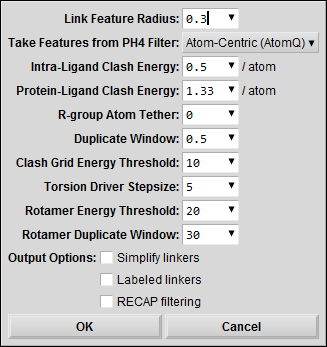 Link Feature Radius: 0.3
Take Features from PH4 Filter: Atom-Centric (AtomQ)
Intra-Ligand Clash Energy: 0.5 / atom
Protein-Ligand Clash Energy: 1.33 / atom
R-group Atom Tether: 0
Duplicate Window: 0.5
Clash Grid Energy Threshold: 10
Torsion Driver Stepsize: 5
Rotamer Energy Threshold: 20
Rotamer Duplicate Window: 30
Output Options: Simplify linkers
Labeled linkers
RECAP filtering
OK Cancel